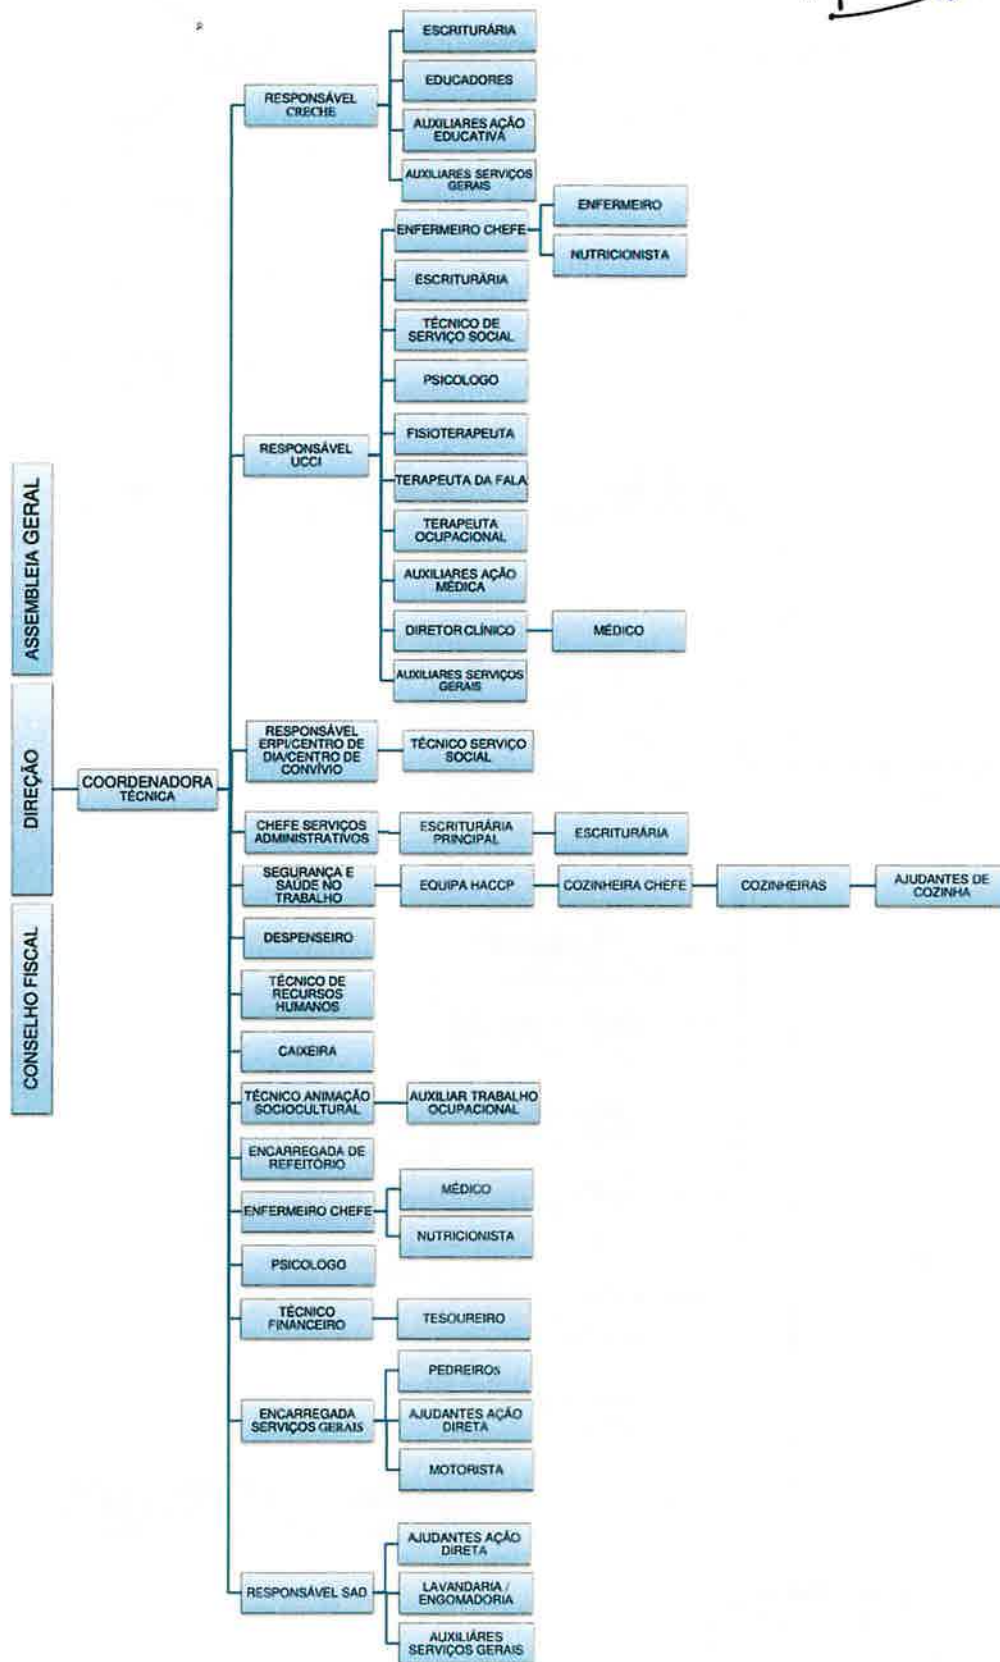 ESCRITURÁRIA
EDUCADORES
RESPONSÁVEL
CRECHE
AUXILIARES AÇÃO
EDUCATIVA
AUXILIARES SERVIÇOS
GERAIS
ENFERMEIRO CHEFE
ENFERMEIRO
NUTRICIONISTA
ESCRITURÁRIA
TÉCNICO DE
SERVIÇO SOCIAL
PSICOLOGO
FISIOTERAPEUTA
RESPONSÁVEL
UCCI
TERAPEUTA DA FALA
TERAPEUTA
OCUPACIONAL
AUXILIARES AÇÃO
MÉDICA
DIRETOR CLÍNICO
MÉDICO
AUXILIARES SERVIÇOS
GERAIS
ASSEMBLEIA GERAL
DIREÇÃO
CONSELHO FISCAL
COORDENADORA
TÉCNICA
RESPONSÁVEL
ERPI/CENTRO DE
DIA/CENTRO DE
CONVÍVIO
TÉCNICO SERVIÇO
SOCIAL
CHEFE SERVIÇOS
ADMINISTRATIVOS
ESCRITURÁRIA
PRINCIPAL
ESCRITURÁRIA
SEGURANÇA E
SAÚDE NO
TRABALHO
EQUIPA HACCP
COZINHEIRA CHEFE
COZINHEIRAS
AJUDANTES DE
COZINHA
DESPENSEIRO
TÉCNICO DE
RECURSOS
HUMANOS
CAIXEIRA
TÉCNICO ANIMAÇÃO
SOCIOCULTURAL
AUXILIAR TRABALHO
OCUPACIONAL
ENCARREGADA DE
REFEITÓRIO
ENFERMEIRO CHEFE
MÉDICO
NUTRICIONISTA
PSICOLOGO
TÉCNICO
FINANCEIRO
TESOUREIRO
ENCARREGADA
SERVIÇOS GERAIS
PEDREIROS
AJUDANTES AÇÃO
DIRETA
MOTORISTA
RESPONSÁVEL SAD
AJUDANTES AÇÃO
DIRETA
LAVANDARIA /
ENGOMADORIA
AUXILIÁRES
SERVIÇOS GERAIS